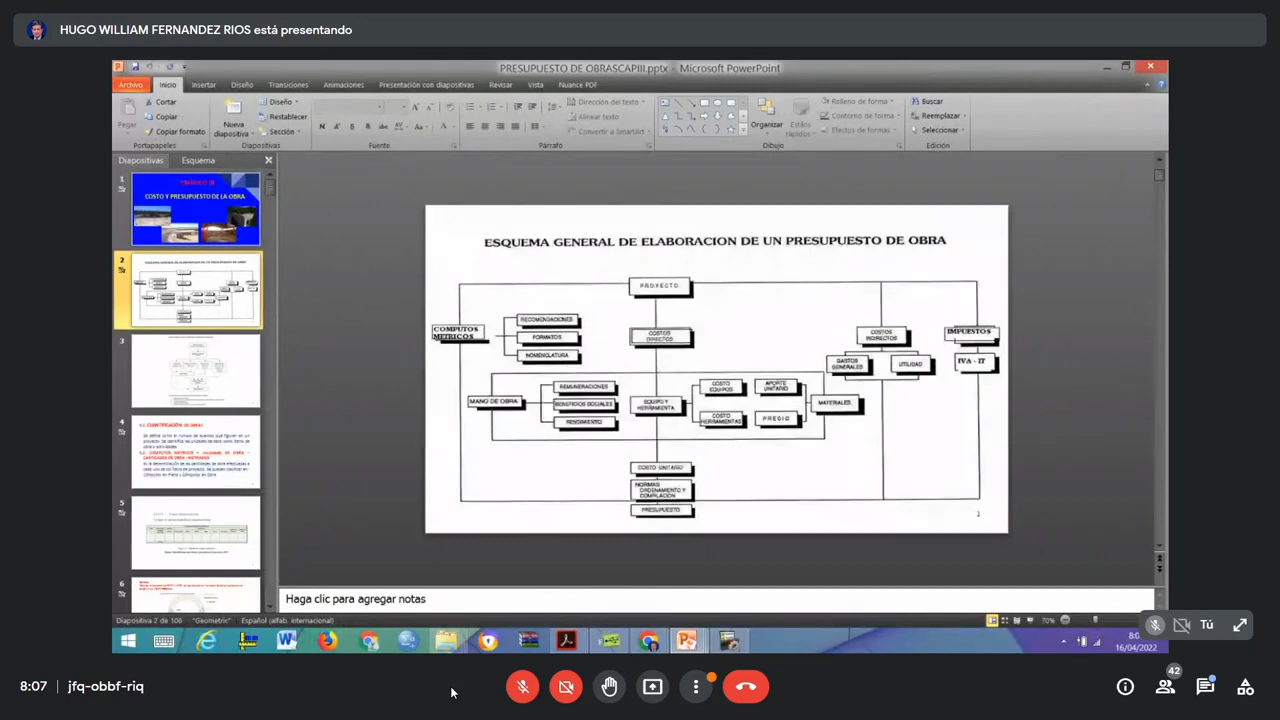 HUGO WILLIAM FERNANDEZ RIOS está presentando
PRESUPUESTO DE OBRASCAPIII.pptx - Microsoft PowerPoint
Archivo Inicio Insertar Diseño Transiciones Animaciones Presentación con diapositivas Revisar Vista Nuance PDF
Pegar
Cortar
Copiar
Copiar formato
Portapapeles
Nueva diapositiva
Diseño
Restablecer
Sección
Diapositivas
Fuente
Dirección del texto
Alinear texto
Convertir a SmartArt
Párrafo
Organizar
Estilos rápidos
Relleno de forma
Contorno de forma
Efectos de formas
Dibujo
Buscar
Reemplazar
Seleccionar
Edición
Diapositivas Esquema
1
COSTO Y PRESUPUESTO DE LA OBRA
2
3
4
5
6
ESQUEMA GENERAL DE ELABORACION DE UN PRESUPUESTO DE OBRA
PROYECTO
COMPUTOS METRICOS
RECOMENDACIONES
FORMATOS
NOMENCLATURA
COSTOS DIRECTOS
COSTOS INDIRECTOS
IMPUESTOS
GASTOS GENERALES
UTILIDAD
IVA - IT
MANO DE OBRA
REMUNERACIONES
BENEFICIOS SOCIALES
RENDIMIENTO
EQUIPO Y HERRAMIENTA
COSTO EQUIPOS
COSTO HERRAMIENTAS
APORTE UNITARIO
PRECIO
MATERIALES
COSTO UNITARIO
NORMAS ORDENAMIENTO Y COMPILACION
PRESUPUESTO
1
Haga clic para agregar notas
Diapositiva 2 de 106 "Geometric" Español (alfab. internacional) 70%
16/04/2022
Tú
8:07 | jfq-obbf-riq
42